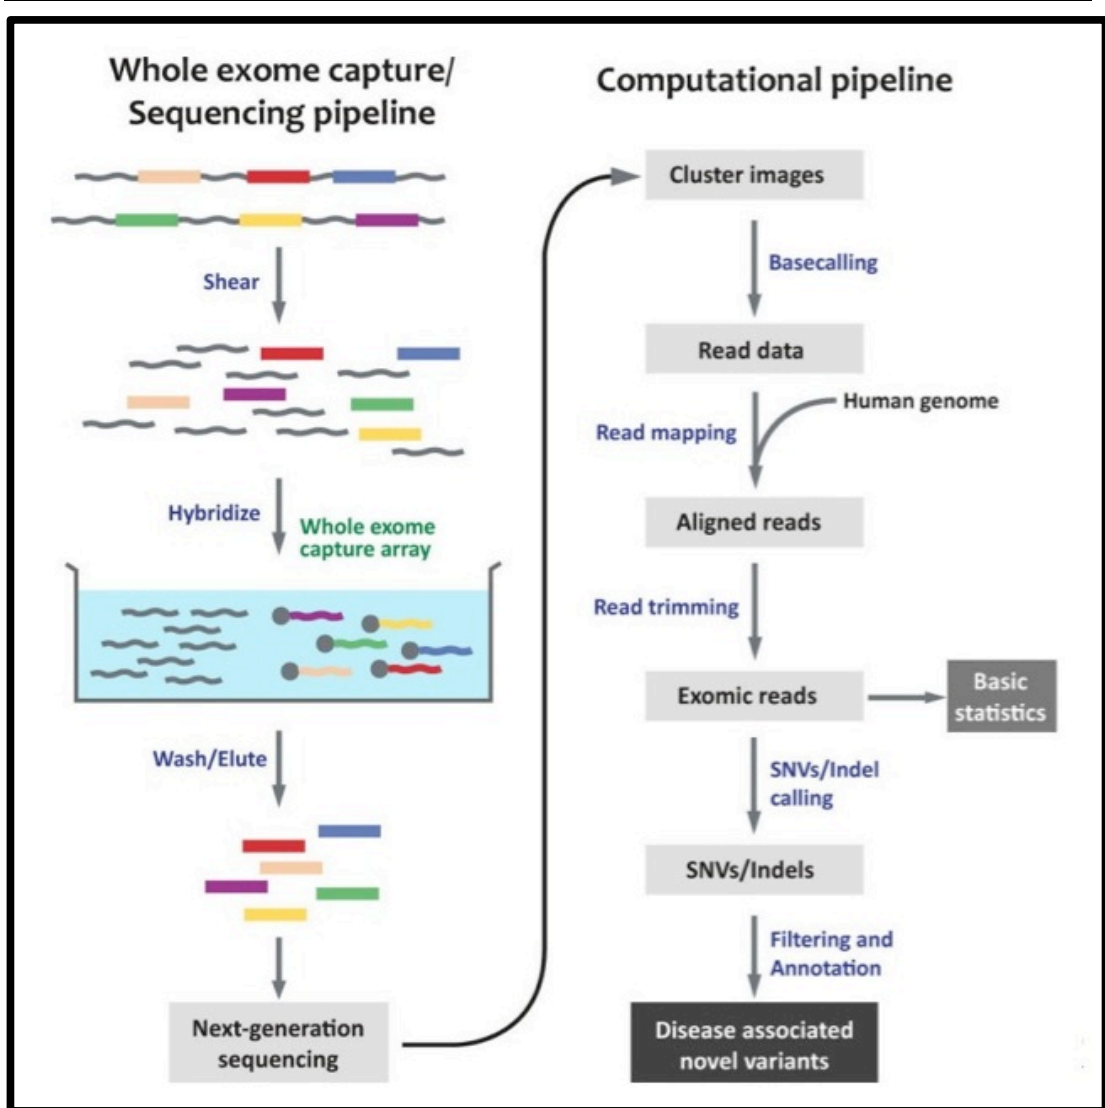 Whole exome capture/
Sequencing pipeline
Shear
Hybridize
Whole exome
capture array
Wash/Elute
Next-generation
sequencing
Computational pipeline
Cluster images
Basecalling
Read data
Human genome
Read mapping
Aligned reads
Read trimming
Exomic reads
Basic
statistics
SNVs/Indel
calling
SNVs/Indels
Filtering and
Annotation
Disease associated
novel variants